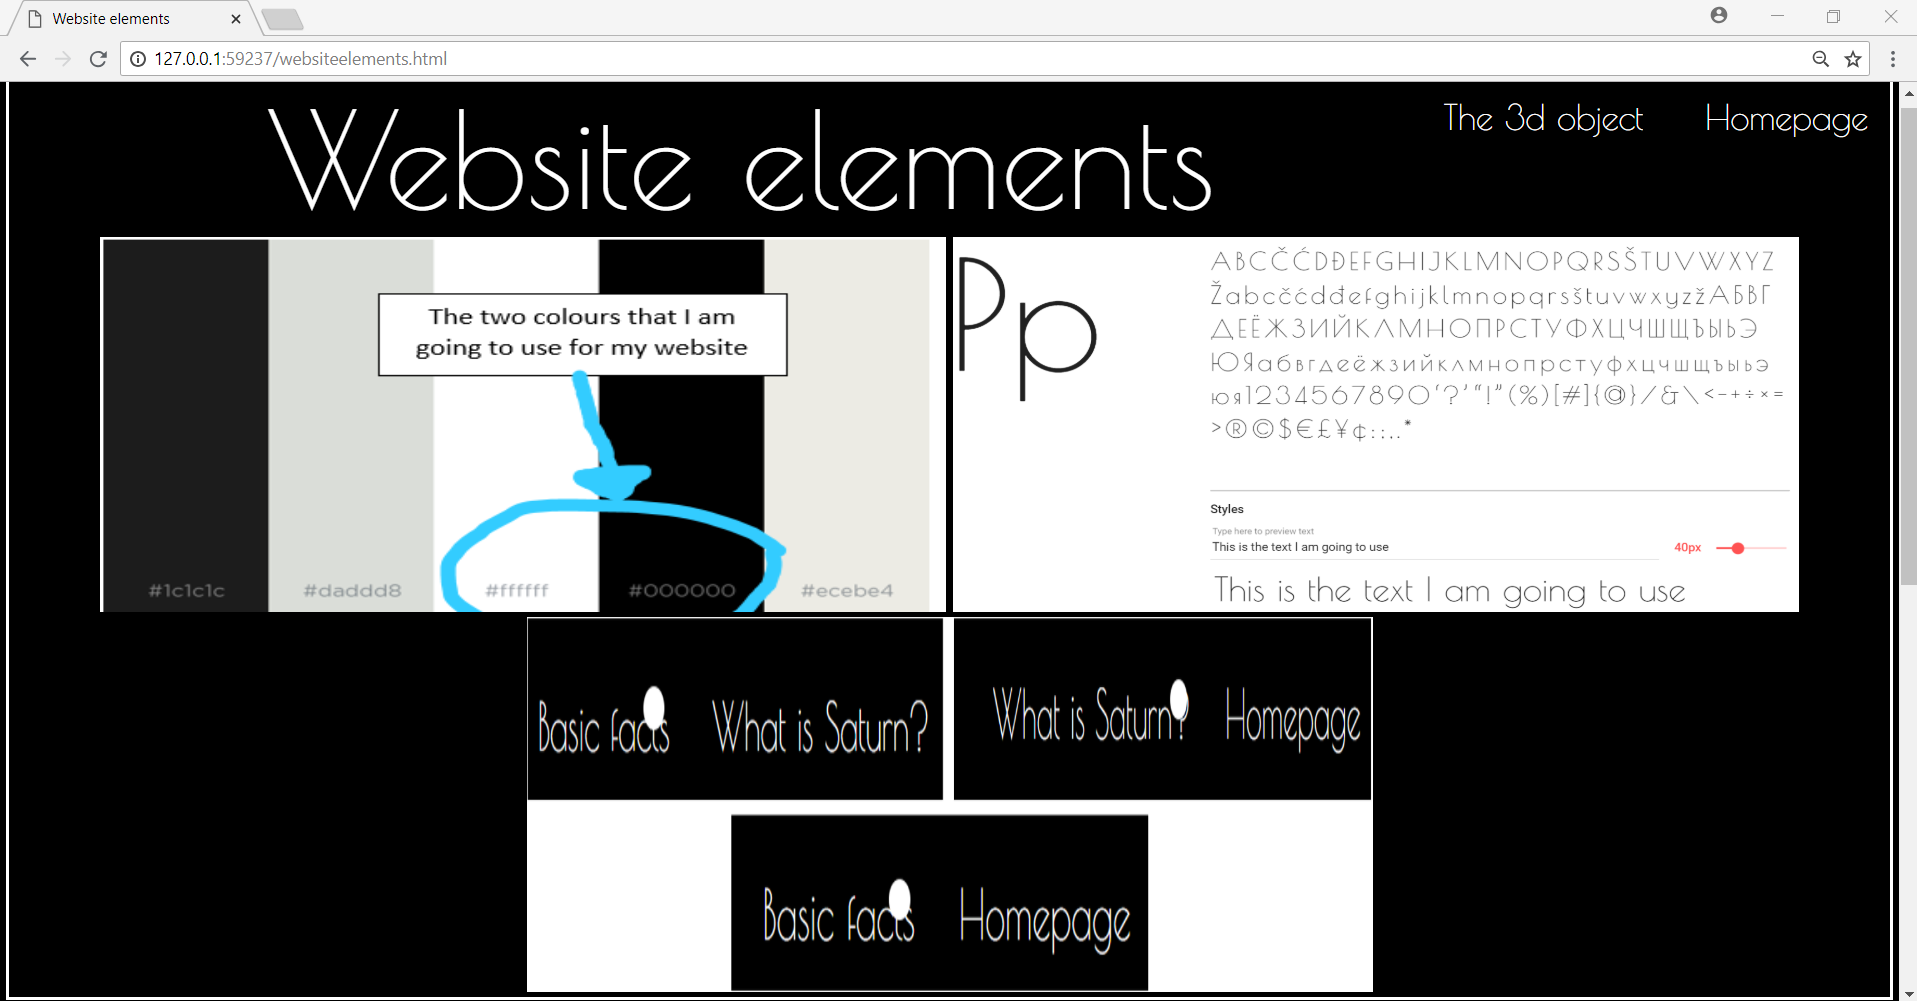 Website elements
127.0.0.1:59237/websiteelements.html
Website elements
The 3d object
Homepage
The two colours that I am
going to use for my website
#1c1c1c
#daddd8
#ffffff
#000000
#ecebe4
Pp
ABCČĆDĐEFGHIJKLMNOPQRSŠTUVWXYZ
Žabcčćdđefghijklmnopqrsštuvwxyzž АБВГ
ДЕЁЖЗИЙКЛМНОПРСТУФХЦЧШЩЪЫЬЭ
ЮЯабвгдеёжзийклмнопрстуфхцчшщъыьэ
юя1234567890‘?’“!”(%)[#]{@}/&\<-+÷×=
>®©$€£¥¢:;,.*
Styles
Type here to preview text
This is the text I am going to use
40px
This is the text I am going to use
Basic facts
What is Saturn?
What is Saturn?
Homepage
Basic facts
Homepage